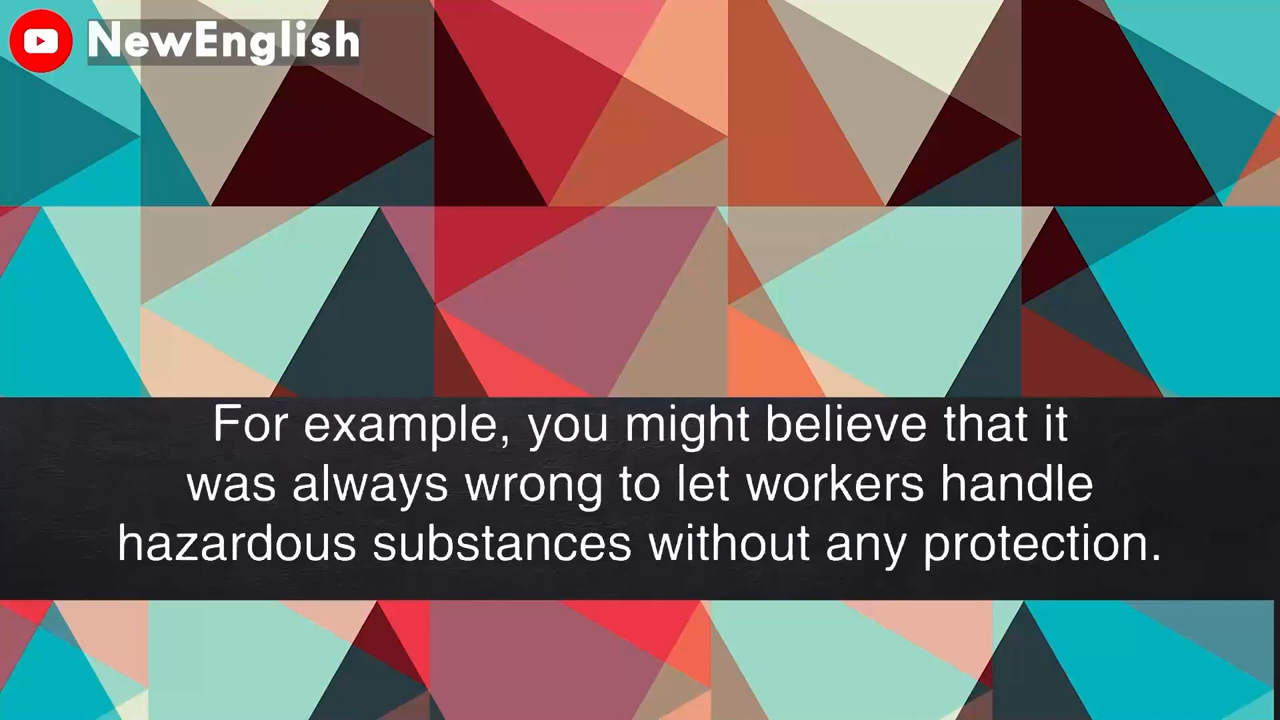 NewEnglish
For example, you might believe that it
was always wrong to let workers handle
hazardous substances without any protection.